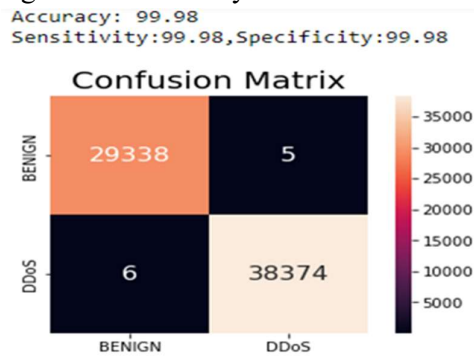 Accuracy: 99.98
Sensitivity:99.98,Specificity:99.98
Confusion Matrix
BENIGN
29338
5
DDoS
6
38374
BENIGN
DDoS
35000
30000
25000
20000
15000
10000
5000